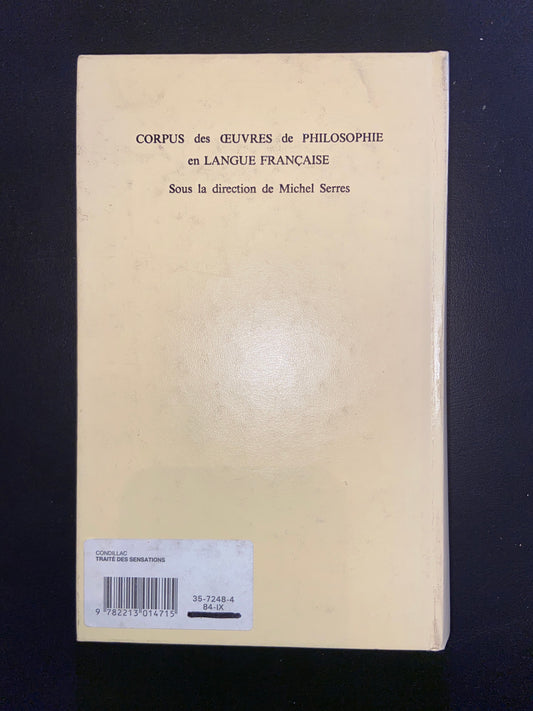 CORPUS des ŒUVRES de PHILOSOPHIE
en LANGUE FRANÇAISE
Sous la direction de Michel Serres
CONDILLAC
TRAITÉ DES SENSATIONS
35-7248-4
84-IX
9 782213 014715